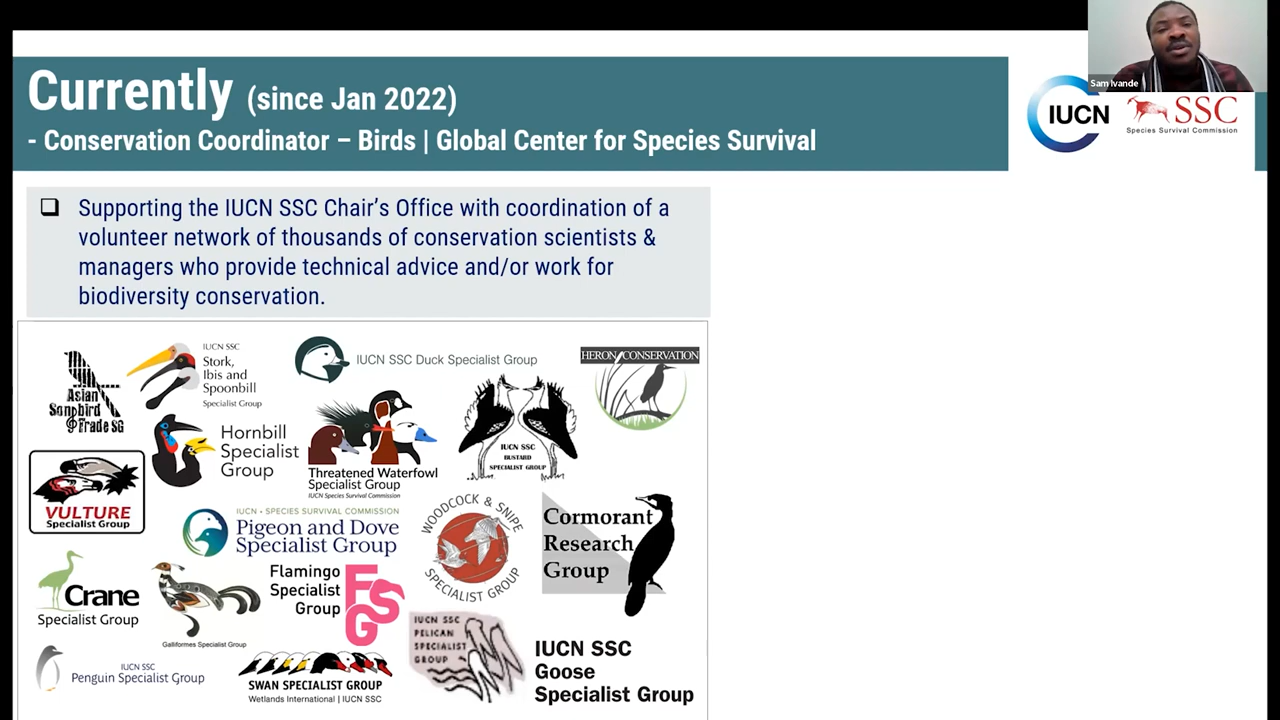 Currently (since Jan 2022)
- Conservation Coordinator – Birds | Global Center for Species Survival
Sam Ivande
IUCN
SSC
Species Survival Commission
❑ Supporting the IUCN SSC Chair's Office with coordination of a
volunteer network of thousands of conservation scientists &
managers who provide technical advice and/or work for
biodiversity conservation.
Asian
Songbird
Trade SG
IUCN SSC
Stork,
Ibis and
Spoonbill
Specialist Group
IUCN SSC Duck Specialist Group
HERON CONSERVATION
Hornbill
Specialist
Group
Threatened Waterfowl
Specialist Group
IUCN Species Survival Commission
IUCN SSC
BUSTARD
SPECIALIST GROUP
VULTURE
Specialist Group
IUCN • SPECIES SURVIVAL COMMISSION
Pigeon and Dove
Specialist Group
WOODCOCK & SNIPE
SPECIALIST GROUP
Cormorant
Research
Group
Crane
Specialist Group
Galliformes Specialist Group
Flamingo
Specialist
Group
FSG
IUCN SSC
PELICAN
SPECIALIST
GROUP
IUCN SSC
Penguin Specialist Group
SWAN SPECIALIST GROUP
Wetlands International | IUCN SSC
IUCN SSC
Goose
Specialist Group